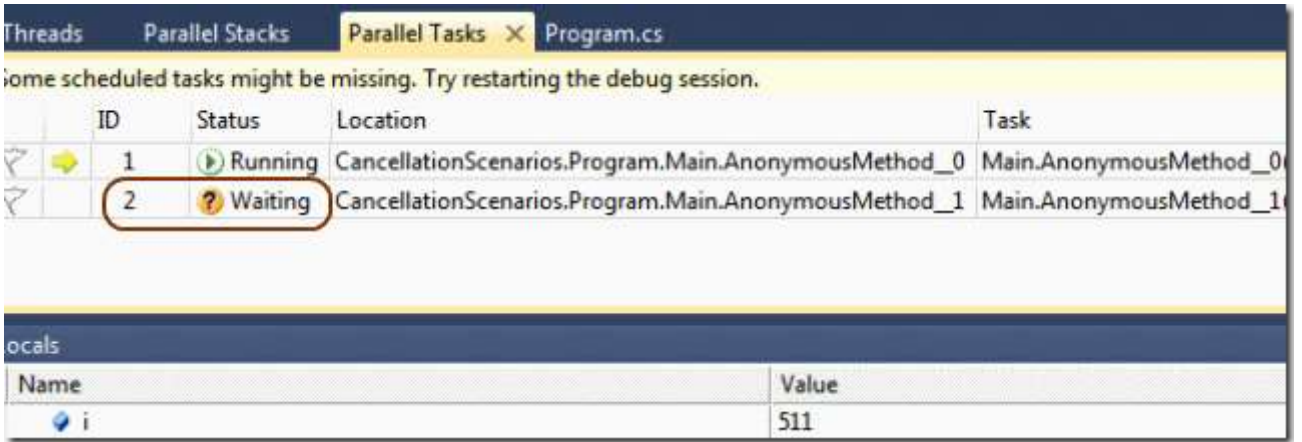 Threads Parallel Stacks Parallel Tasks Program.cs
Some scheduled tasks might be missing. Try restarting the debug session.
ID Status Location Task
1 Running CancellationScenarios.Program.Main.AnonymousMethod__0 Main.AnonymousMethod__0(
2 ? Waiting CancellationScenarios.Program.Main.AnonymousMethod__1 Main.AnonymousMethod__1(
ocals
Name Value
i 511